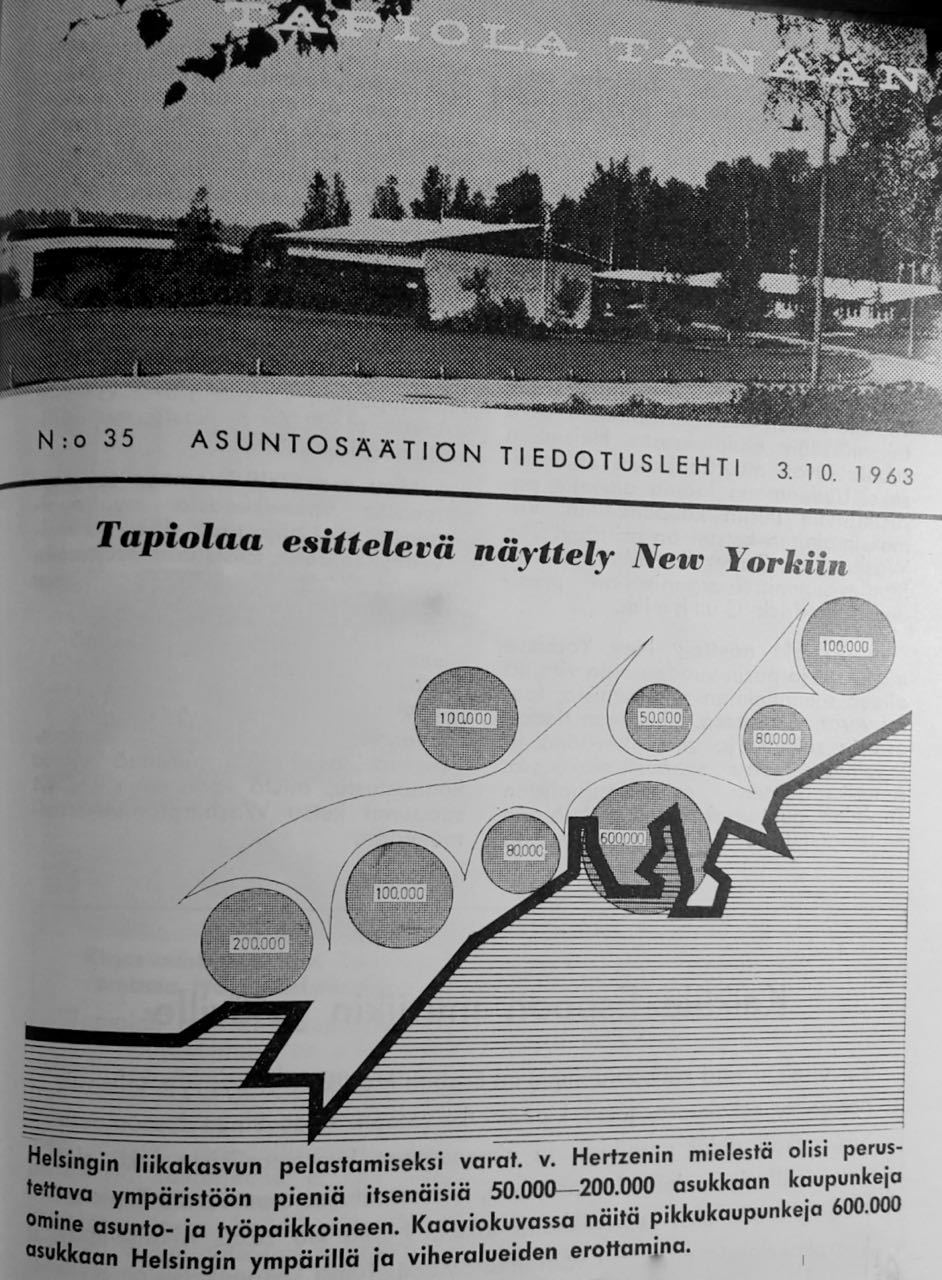 TAPIOLA TÄNÄÄN
N:o 35 ASUNTOSÄÄTIÖN TIEDOTUSLEHTI 3. 10. 1963
Tapiolaa esittelevä näyttely New Yorkiin
100.000
100.000
50.000
80,000
600,000
80,000
100,000
200.000
Helsingin liikakasvun pelastamiseksi varat. v. Hertzenin mielestä olisi perus-
tettava ympäristöön pieniä itsenäisiä 50.000—200.000 asukkaan kaupunkeja
omine asunto- ja työpaikkoineen. Kaaviokuvassa näitä pikkukaupunkeja 600.000
asukkaan Helsingin ympärillä ja viheralueiden erottamina.